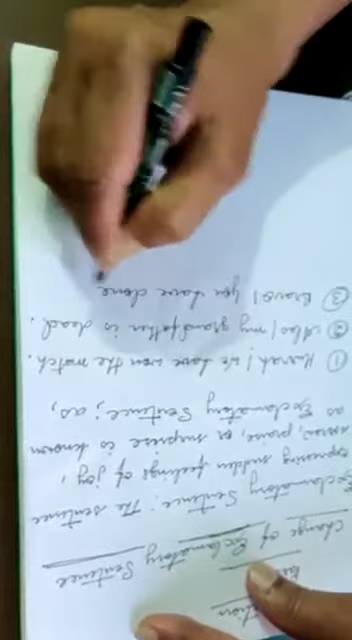 Change of Exclamatory Sentence
Exclamatory Sentence: The sentence
expressing sudden feelings of joy,
sorrow, praise, or surprise is known
as Exclamatory Sentence; as,
① Hurrah! We have won the match.
② Alas! my grandfather is dead.
③ Bravo! you have done